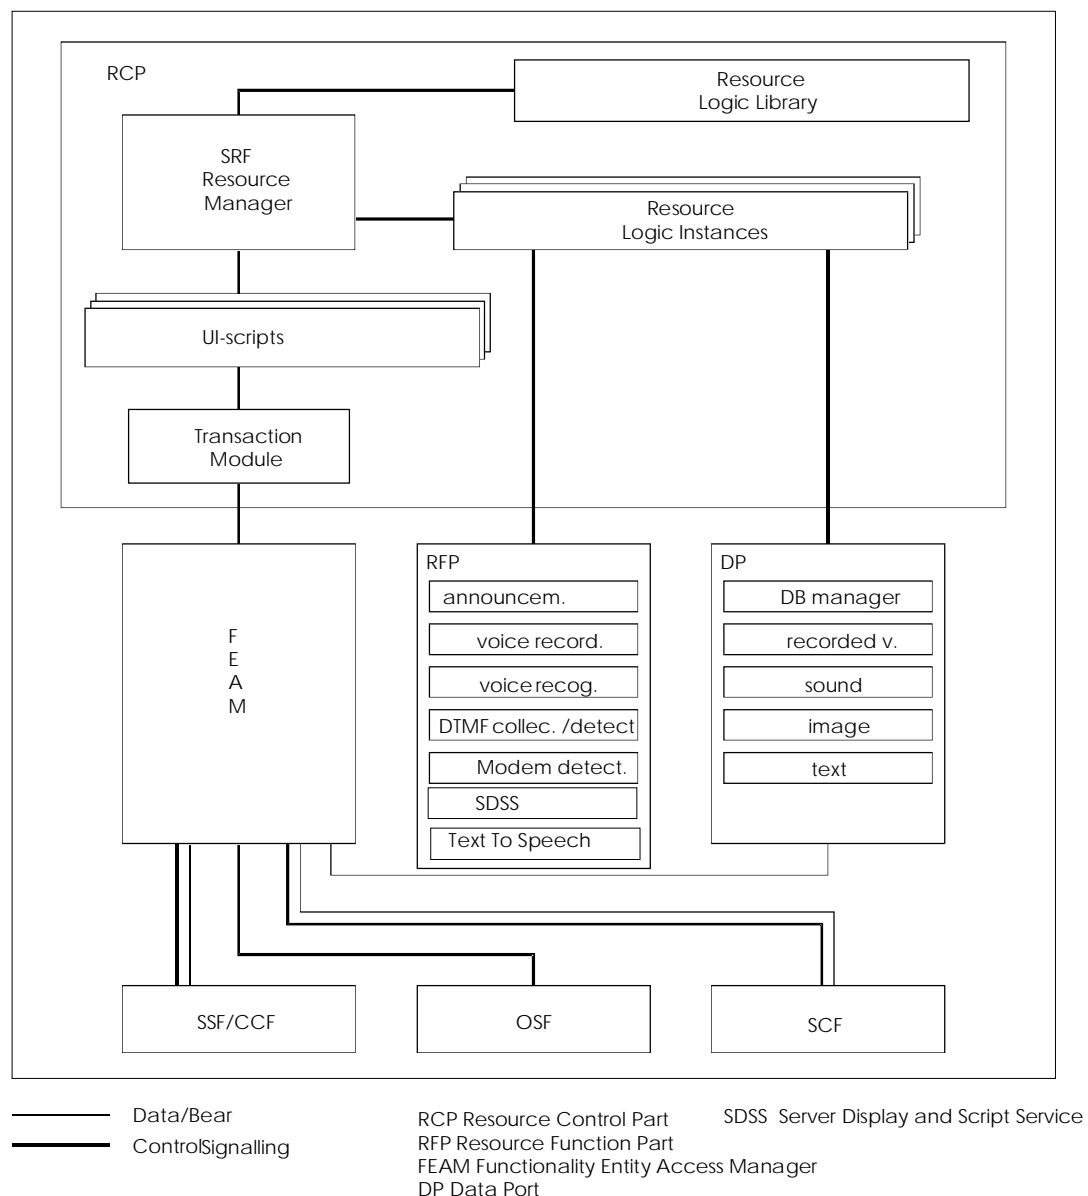 RCP
Resource
Logic Library
SRF
Resource
Manager
Resource
Logic Instances
UI-scripts
Transaction
Module
F
E
A
M
RFP
announcem.
voice record.
voice recog.
DTMF collec. /detect
Modem detect.
SDSS
Text To Speech
DP
DB manager
recorded v.
sound
image
text
SSF/CCF
OSF
SCF
Data/Bear
ControlSignalling
RCP Resource Control Part
RFP Resource Function Part
FEAM Functionality Entity Access Manager
DP Data Port
SDSS Server Display and Script Service